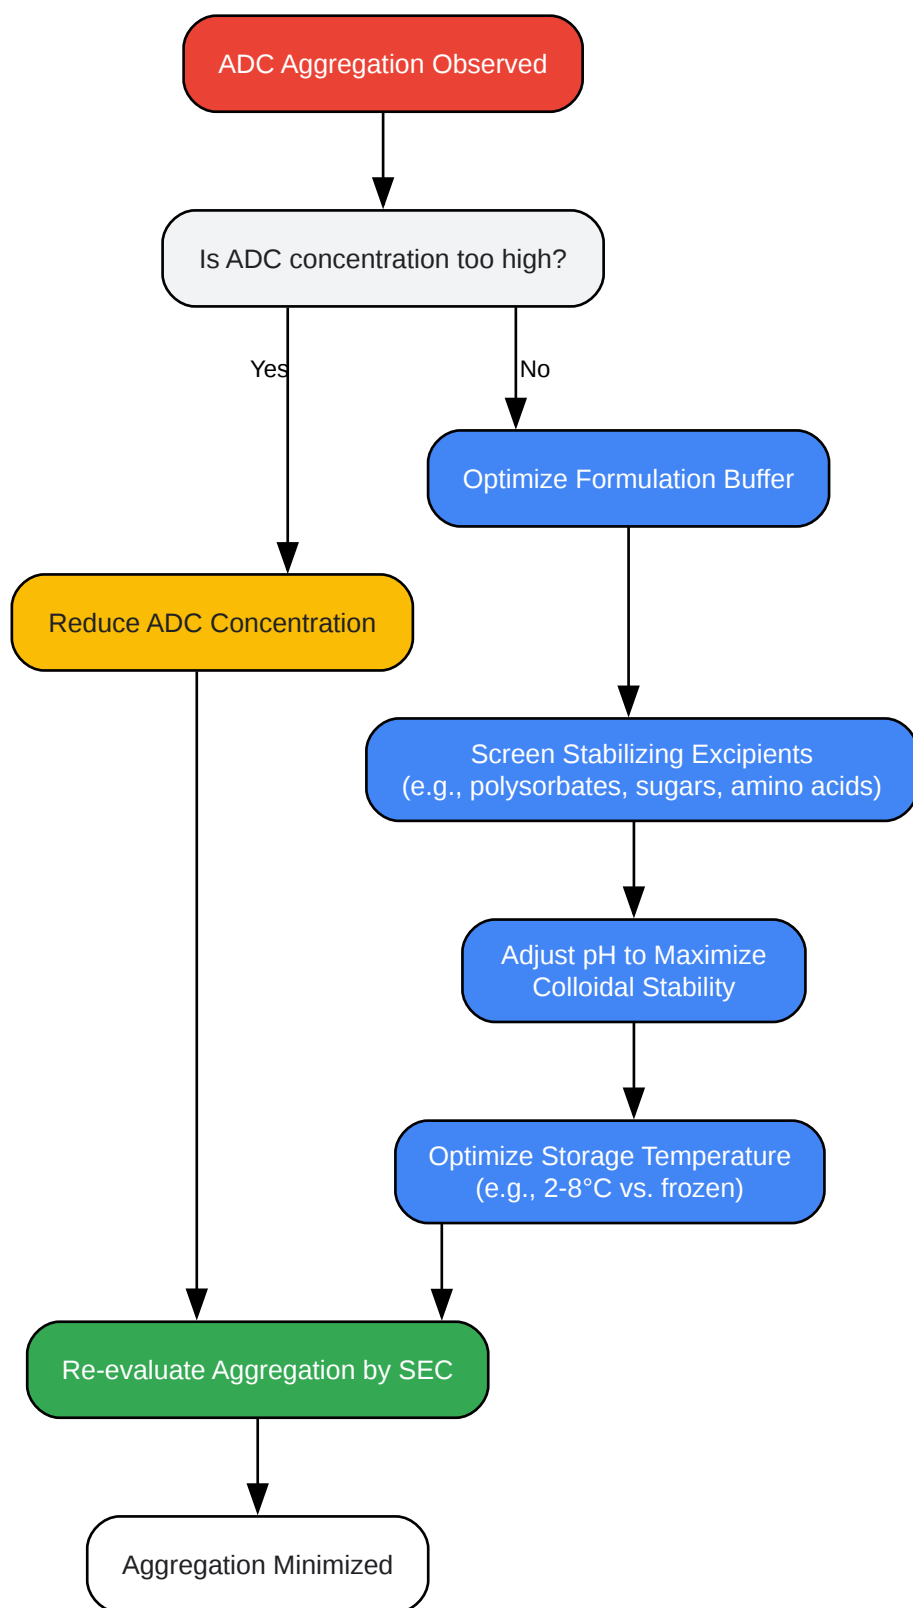 ADC Aggregation Observed
Is ADC concentration too high?
Yes
No
Optimize Formulation Buffer
Reduce ADC Concentration
Screen Stabilizing Excipients
(e.g., polysorbates, sugars, amino acids)
Adjust pH to Maximize
Colloidal Stability
Optimize Storage Temperature
(e.g., 2-8°C vs. frozen)
Re-evaluate Aggregation by SEC
Aggregation Minimized